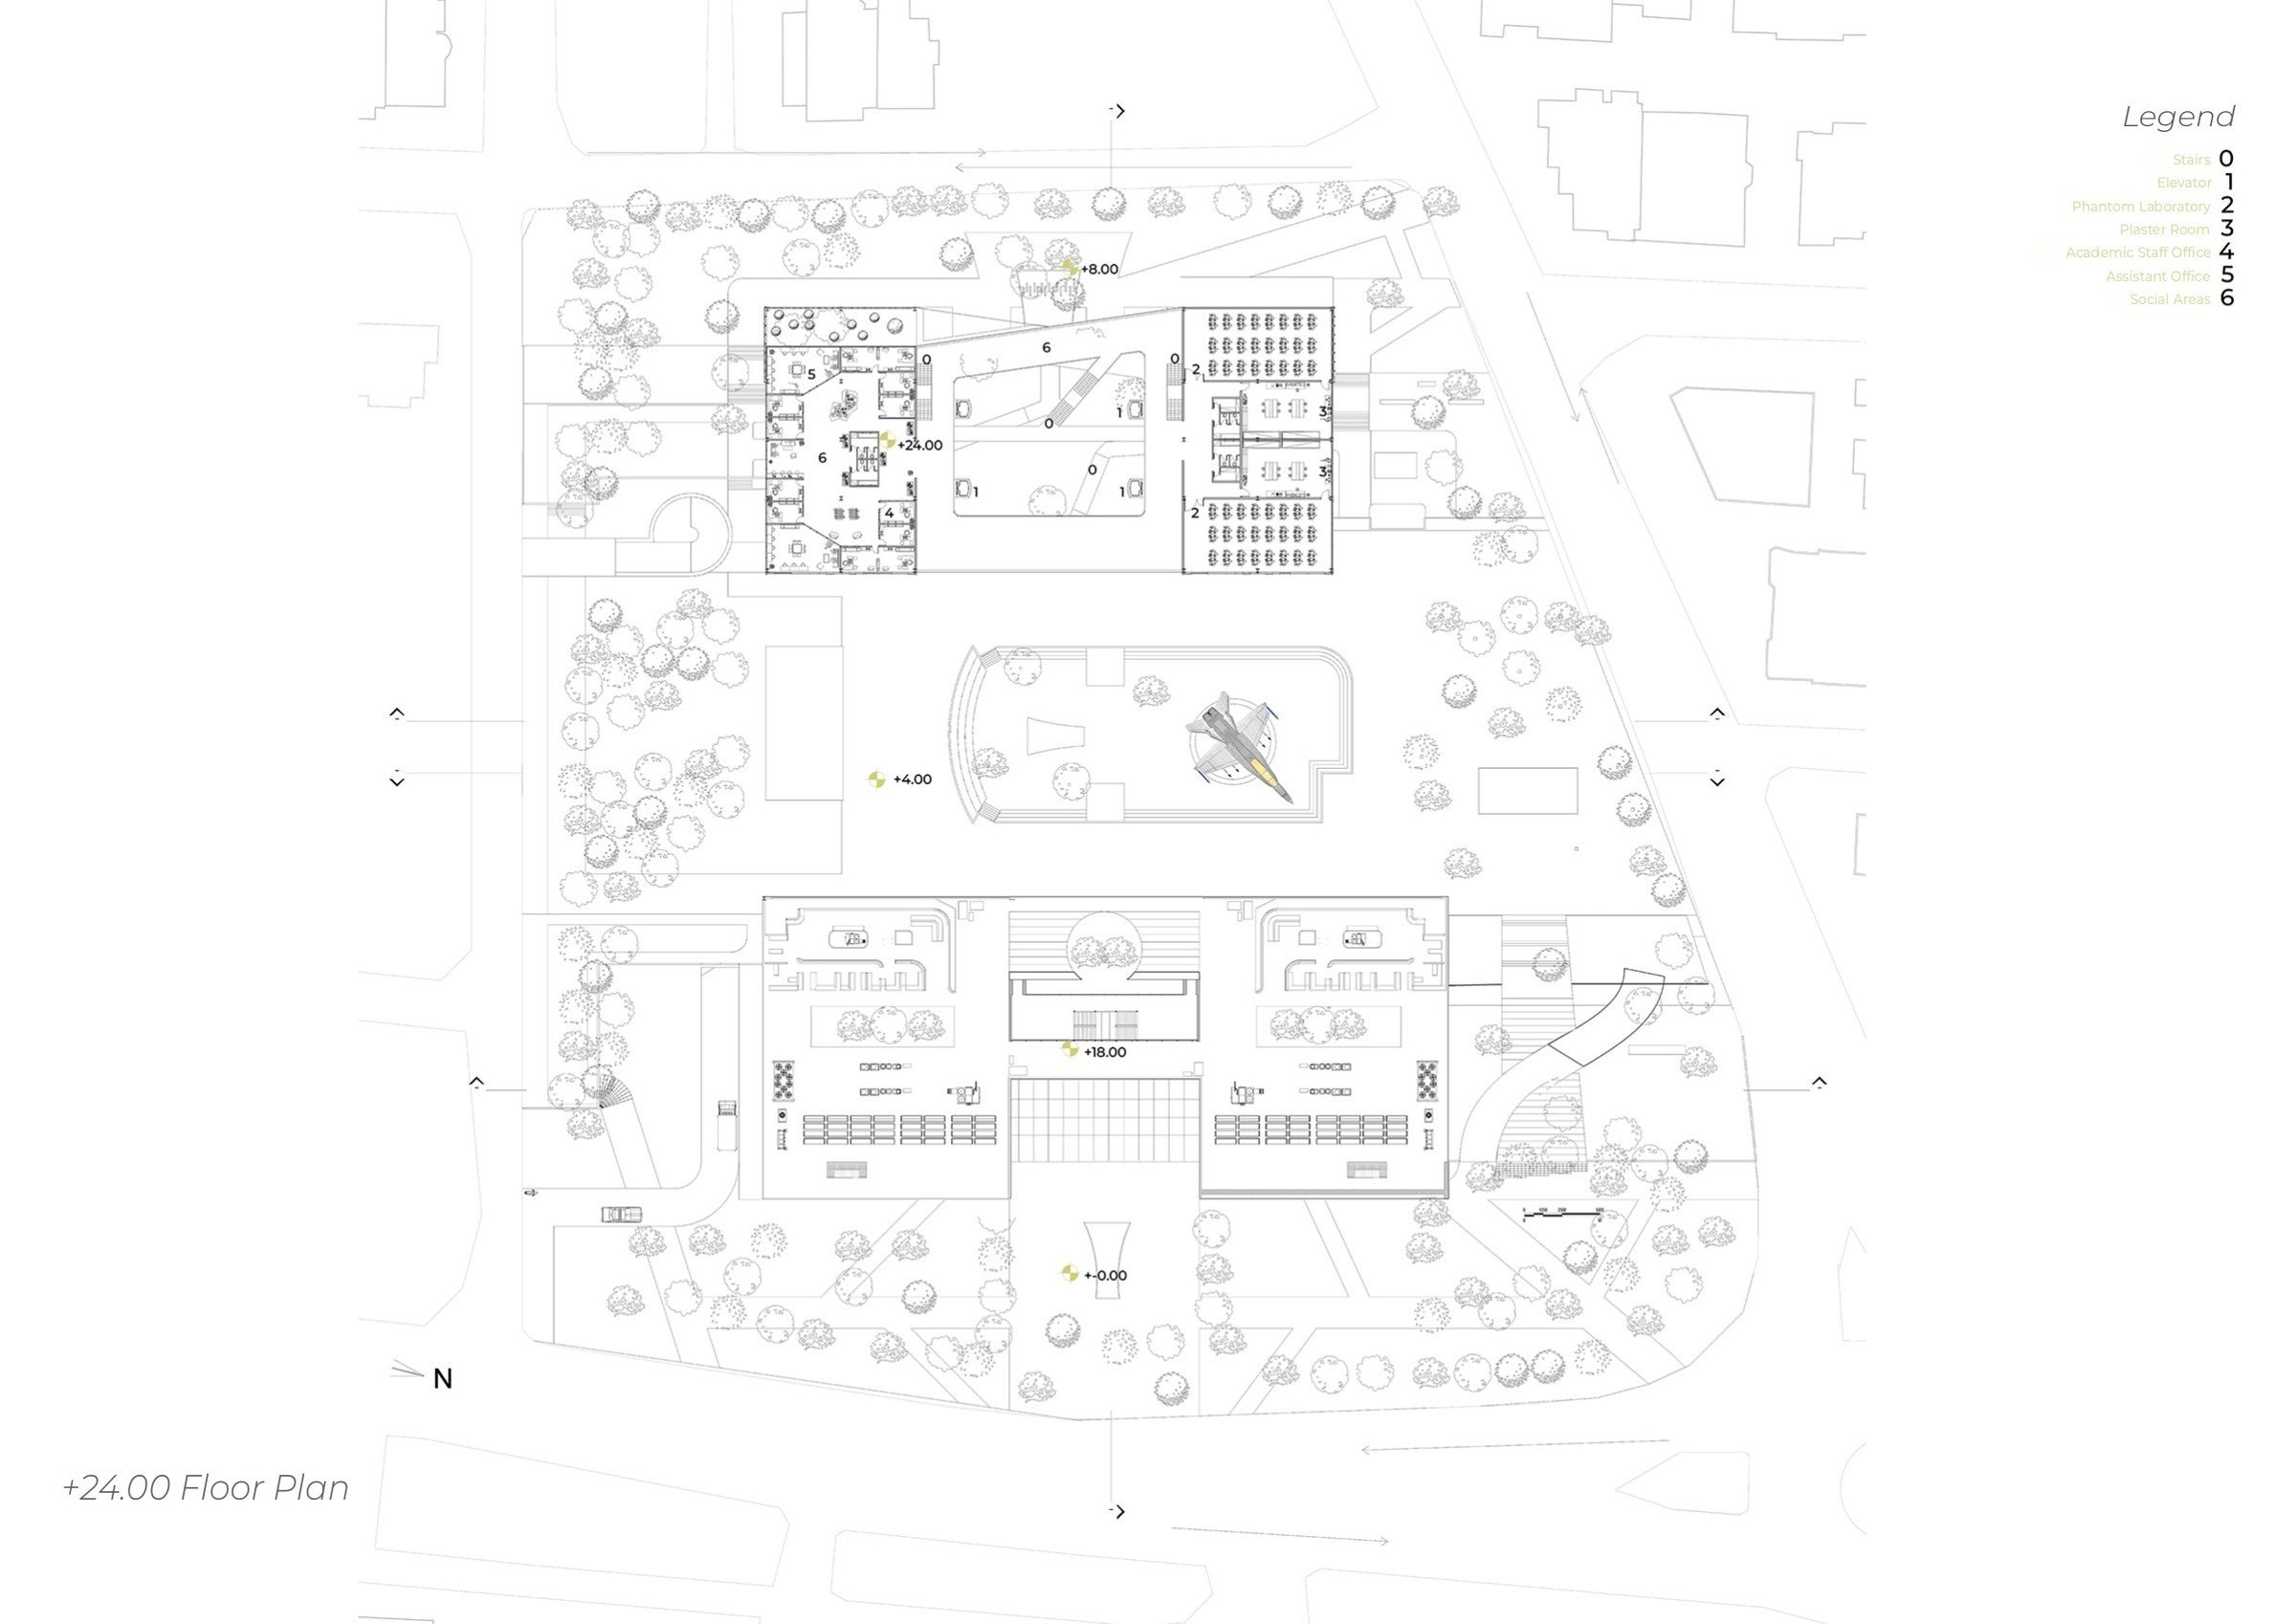 Legend
Stairs 0
Elevator 1
Phantom Laboratory 2
Plaster Room 3
Academic Staff Office 4
Assistant Office 5
Social Areas 6
+8.00
6
0
0
2
5
1
3
0
+24.00
6
0
3
1
1
4
2
+4.00
+18.00
+-0.00
N
+24.00 Floor Plan